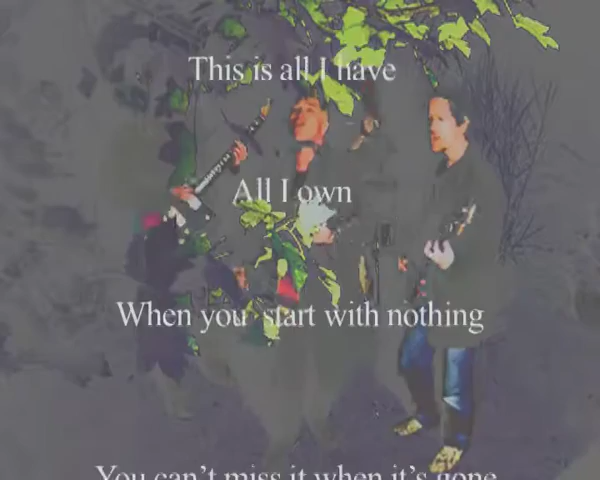 This is all I have
All I own
When you start with nothing
You can't miss it when it's gone